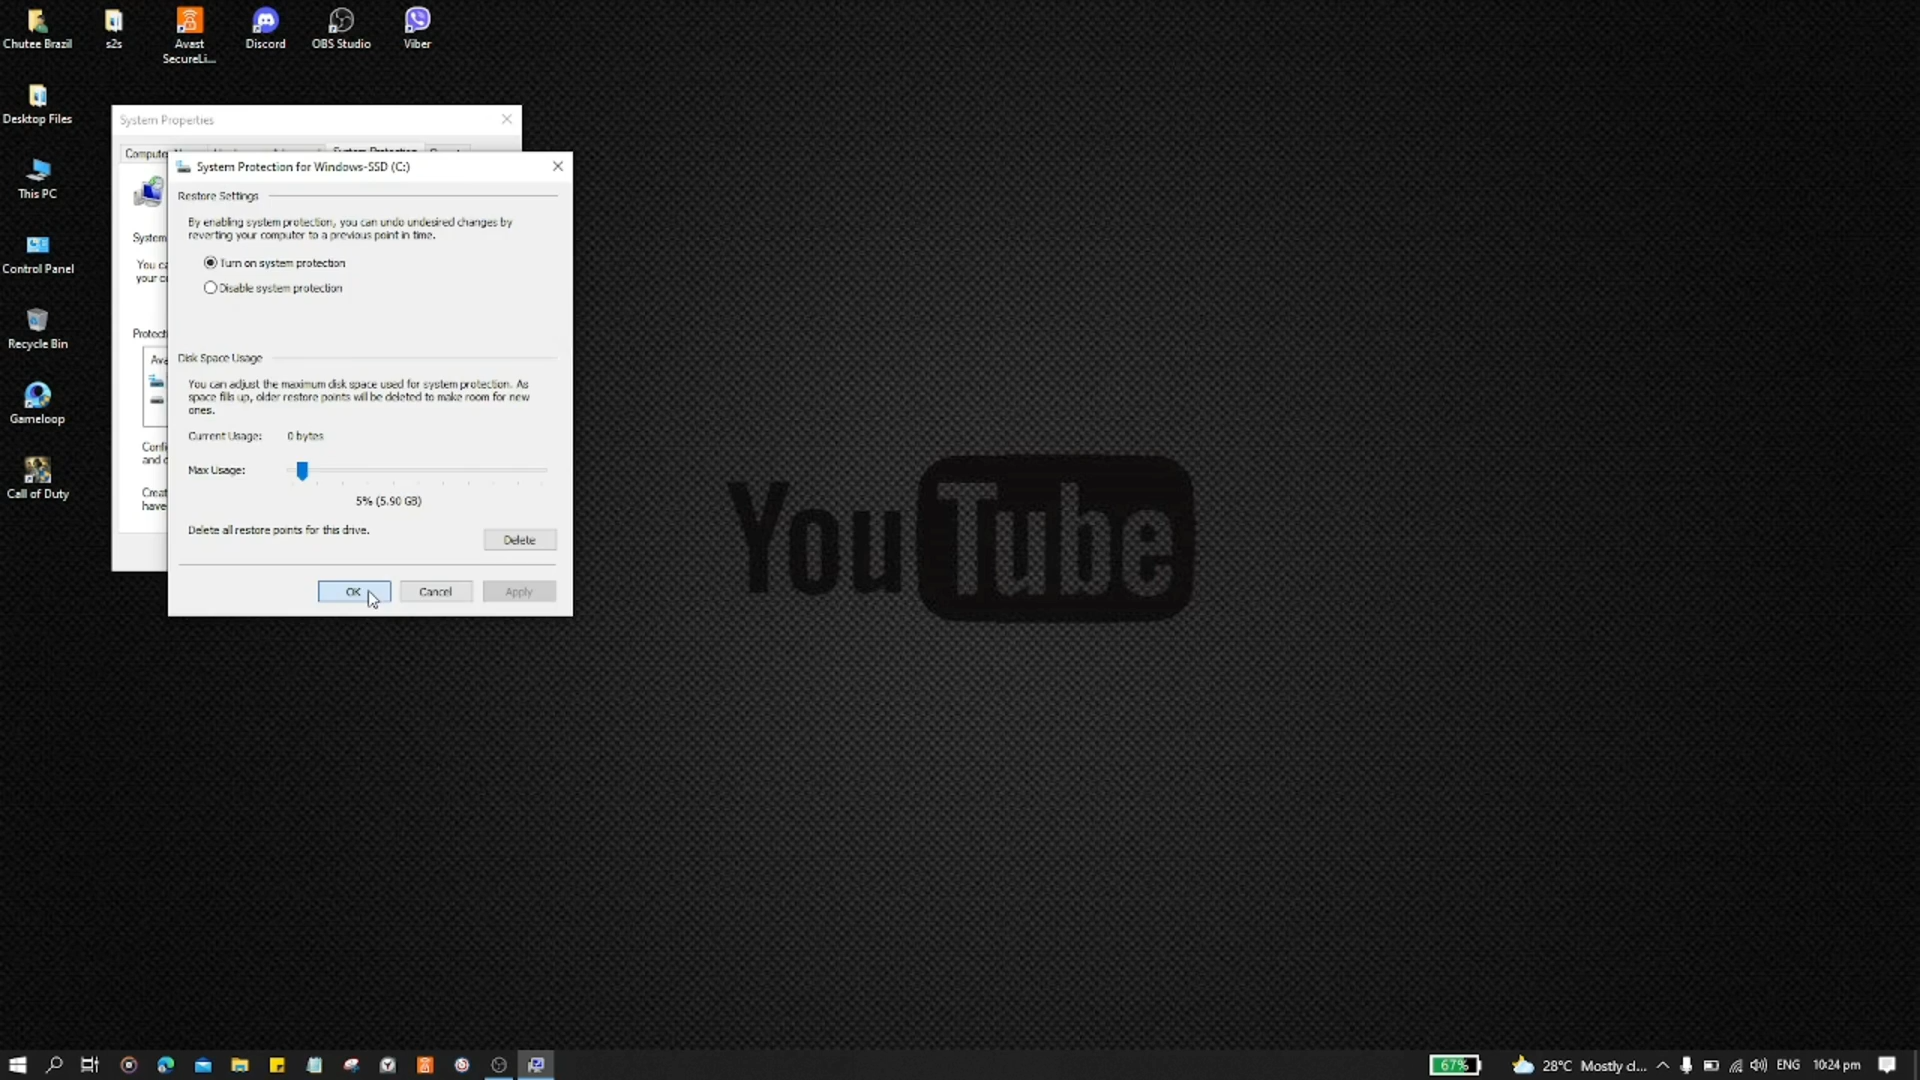 Chutee Brazil
s2s
Avast
SecureLi...
Discord
OBS Studio
Viber
Desktop Files
This PC
Control Panel
Recycle Bin
Gameloop
Call of Duty
System Properties
System Protection for Windows-SSD (C:)
Restore Settings
By enabling system protection, you can undo undesired changes by
reverting your computer to a previous point in time.
Turn on system protection
Disable system protection
Disk Space Usage
You can adjust the maximum disk space used for system protection. As
space fills up, older restore points will be deleted to make room for new
ones.
Current Usage: 0 bytes
Max Usage:
5% (5.90 GB)
Delete all restore points for this drive.
Delete
OK Cancel Apply
System
YouTube
67%
28°C Mostly cl...
ENG
10:24 pm